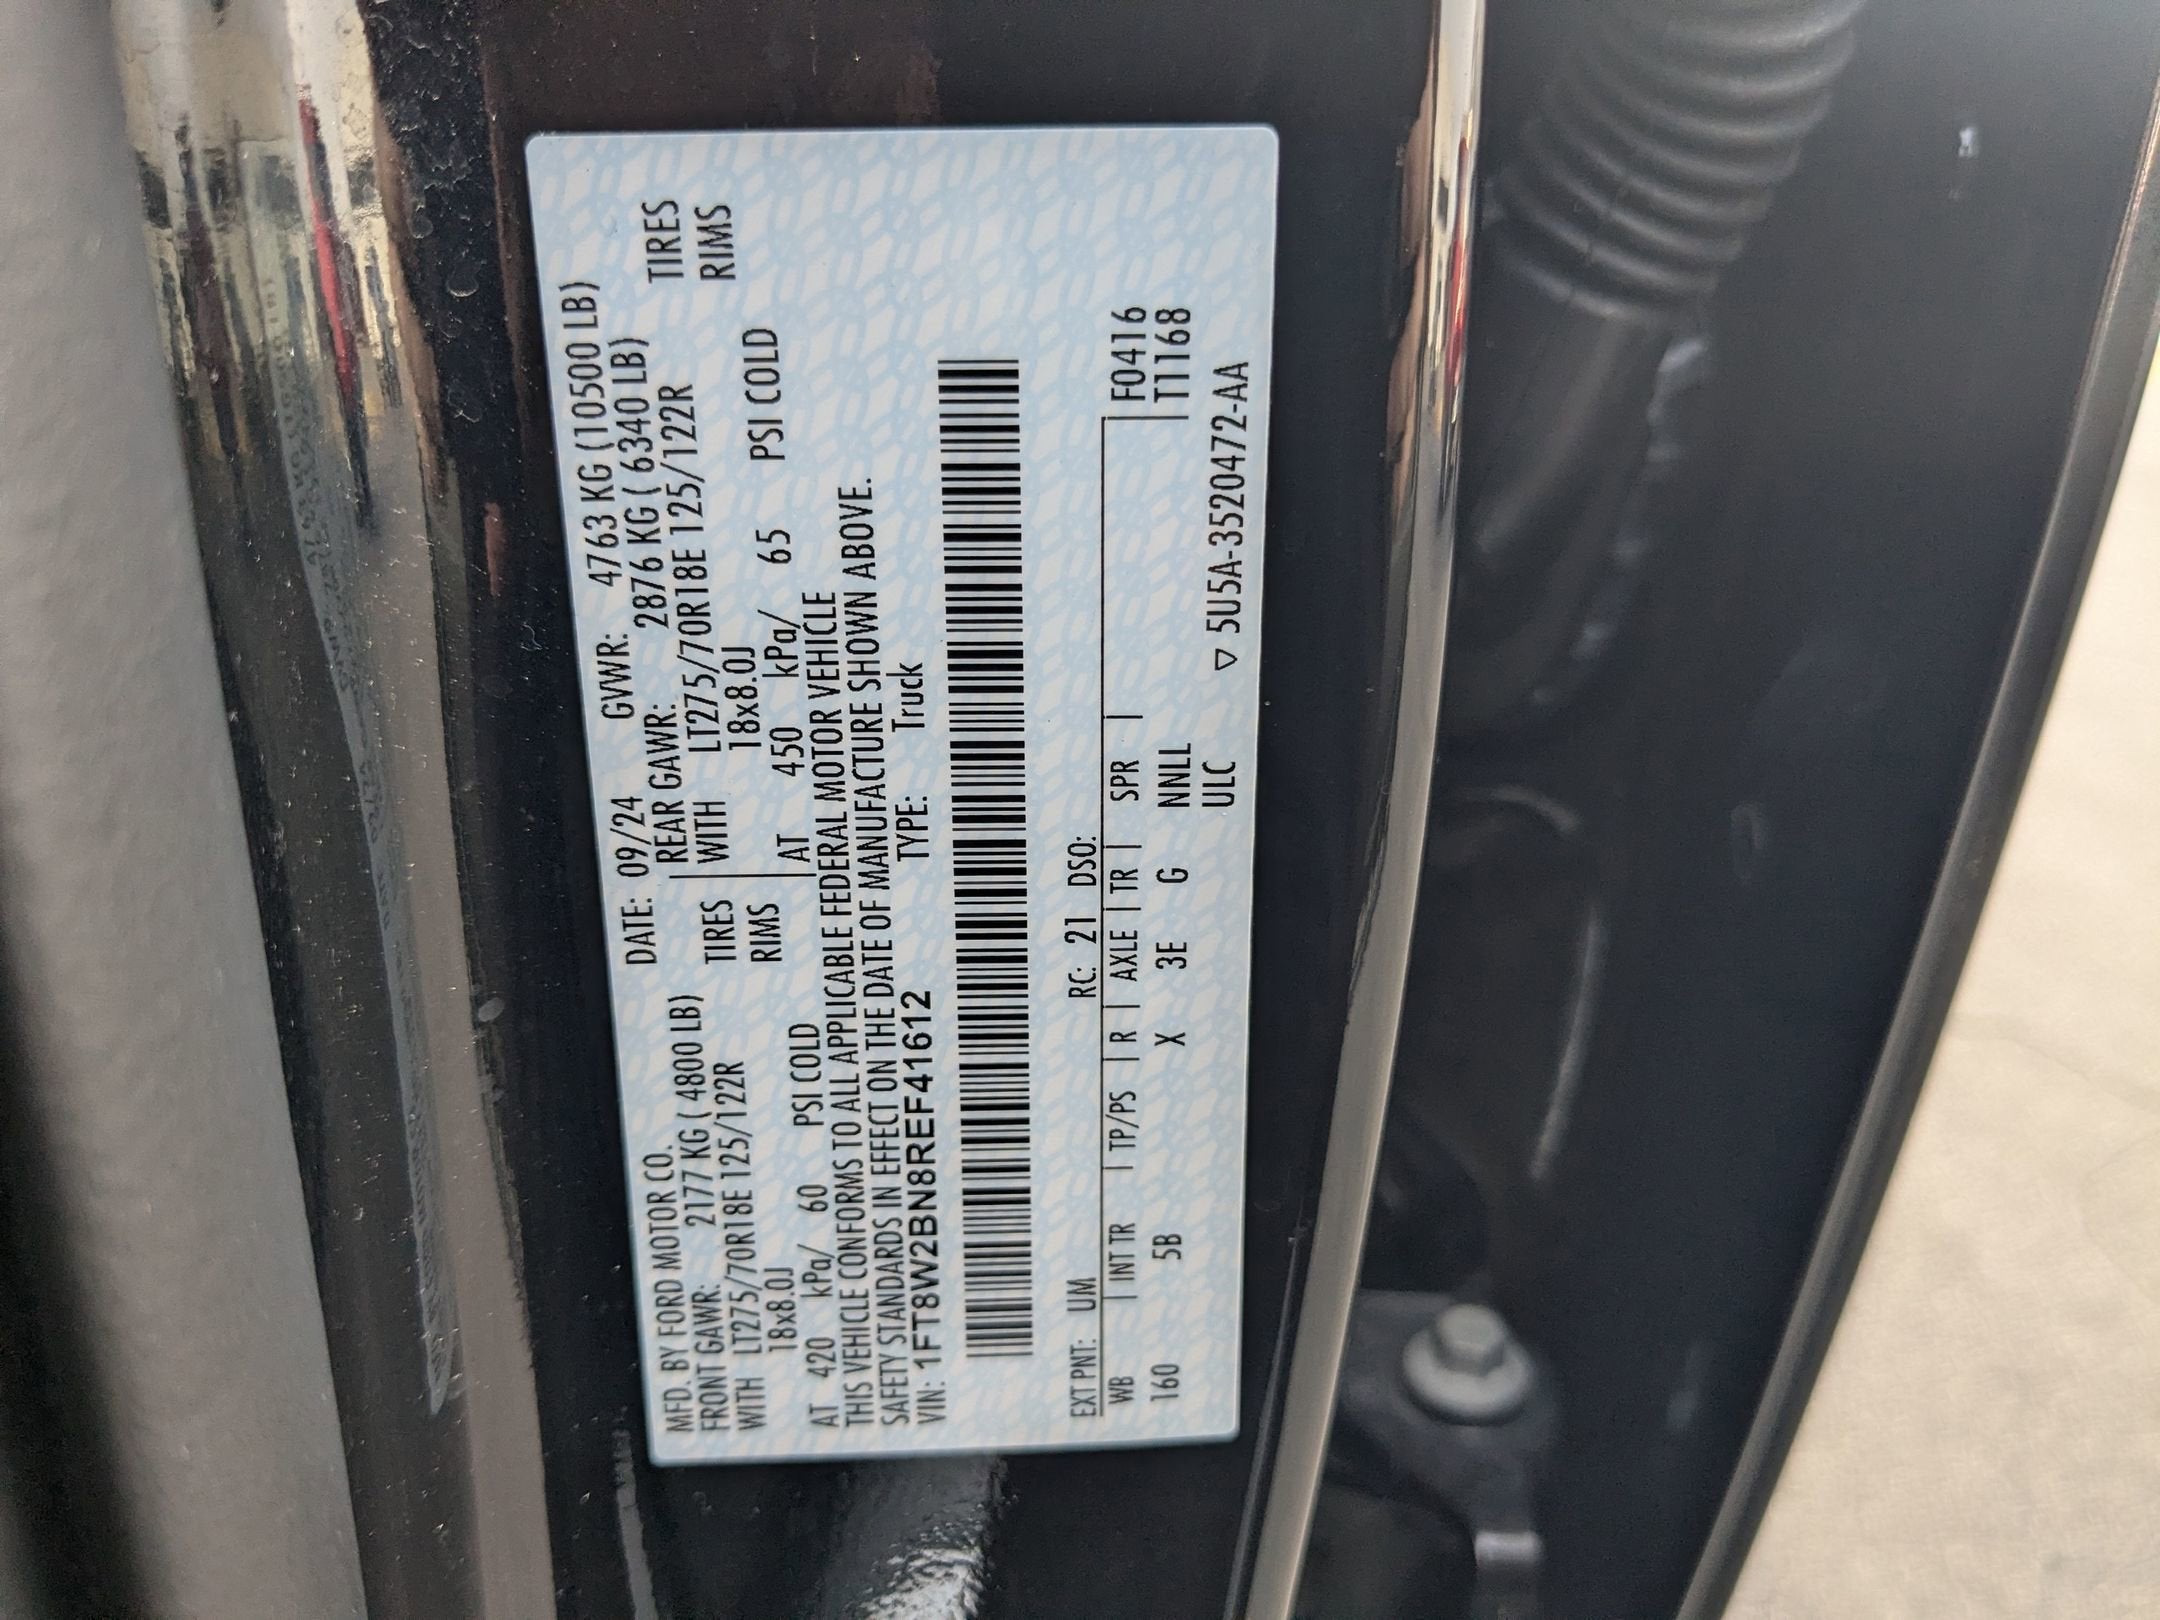 MFD. BY FORD MOTOR CO. DATE: 09/24 GVWR: 4763 KG (10500 LB)
FRONT GAWR: 2177 KG ( 4800 LB) REAR GAWR: 2876 KG ( 6340 LB)
WITH LT275/70R18E 125/122R TIRES WITH LT275/70R18E 125/122R TIRES
18x8.0J RIMS 18x8.0J RIMS
AT 420 kPa/ 60 PSI COLD AT 450 kPa/ 65 PSI COLD
THIS VEHICLE CONFORMS TO ALL APPLICABLE FEDERAL MOTOR VEHICLE
SAFETY STANDARDS IN EFFECT ON THE DATE OF MANUFACTURE SHOWN ABOVE.
VIN: 1FT8W2BN8REF41612 TYPE: Truck
EXT PNT: UM RC: 21 DSO:
WB | INT TR | TP/PS | R | AXLE | TR | SPR | F0416
160 5B X 3E G NNLL T1168
ULC ▽ 5U5A-3520472-AA